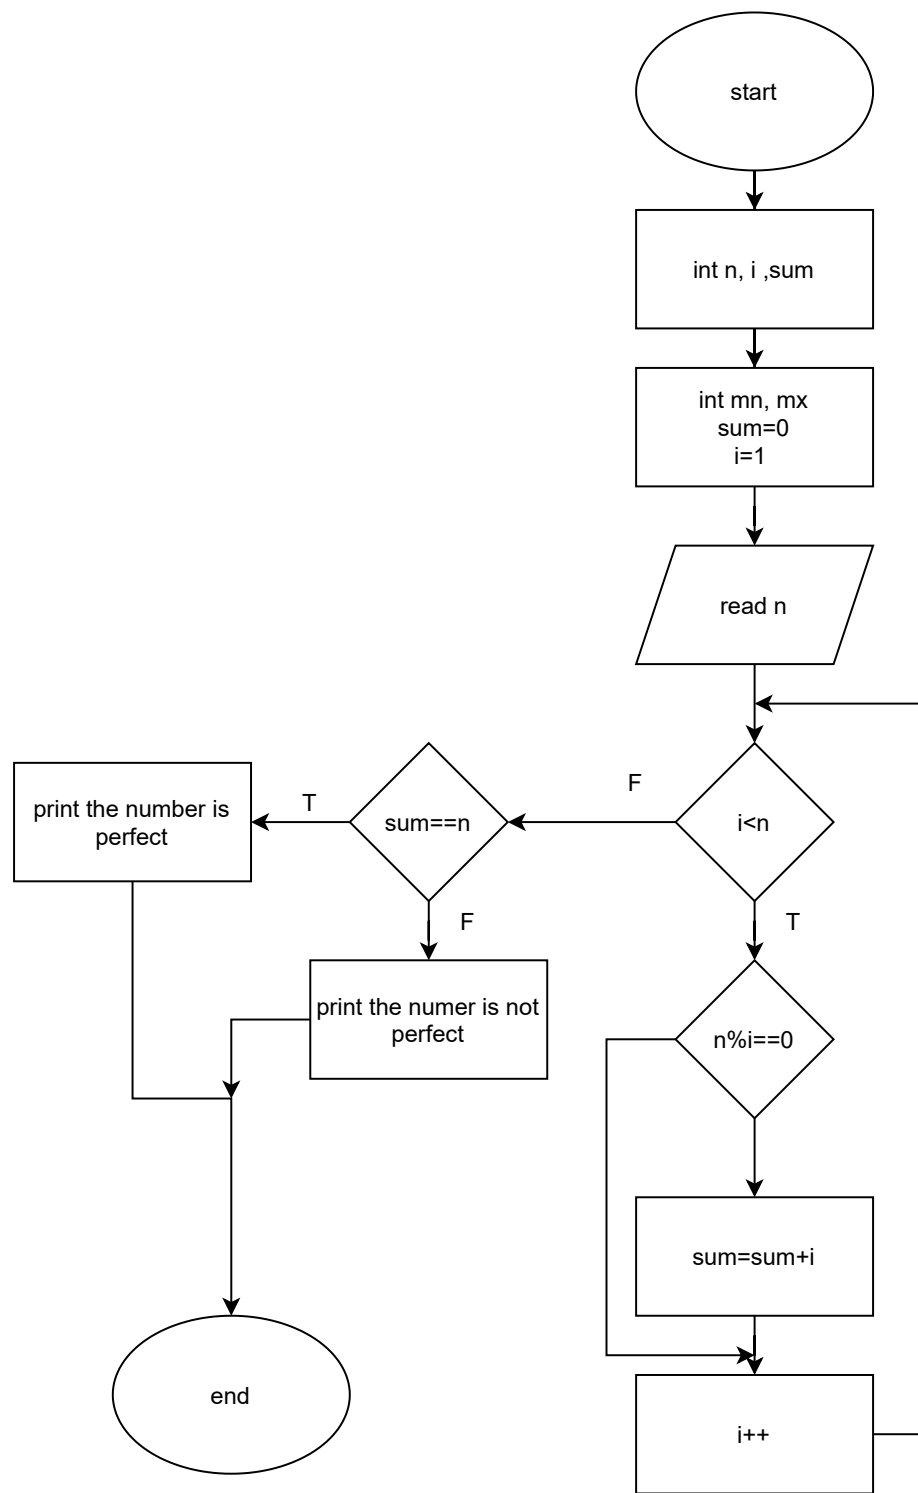 start
int n, i ,sum
int mn, mx
sum=0
i=1
read n
i<n
F
T
sum==n
T
F
print the number is
perfect
print the numer is not
perfect
n%i==0
sum=sum+i
i++
end